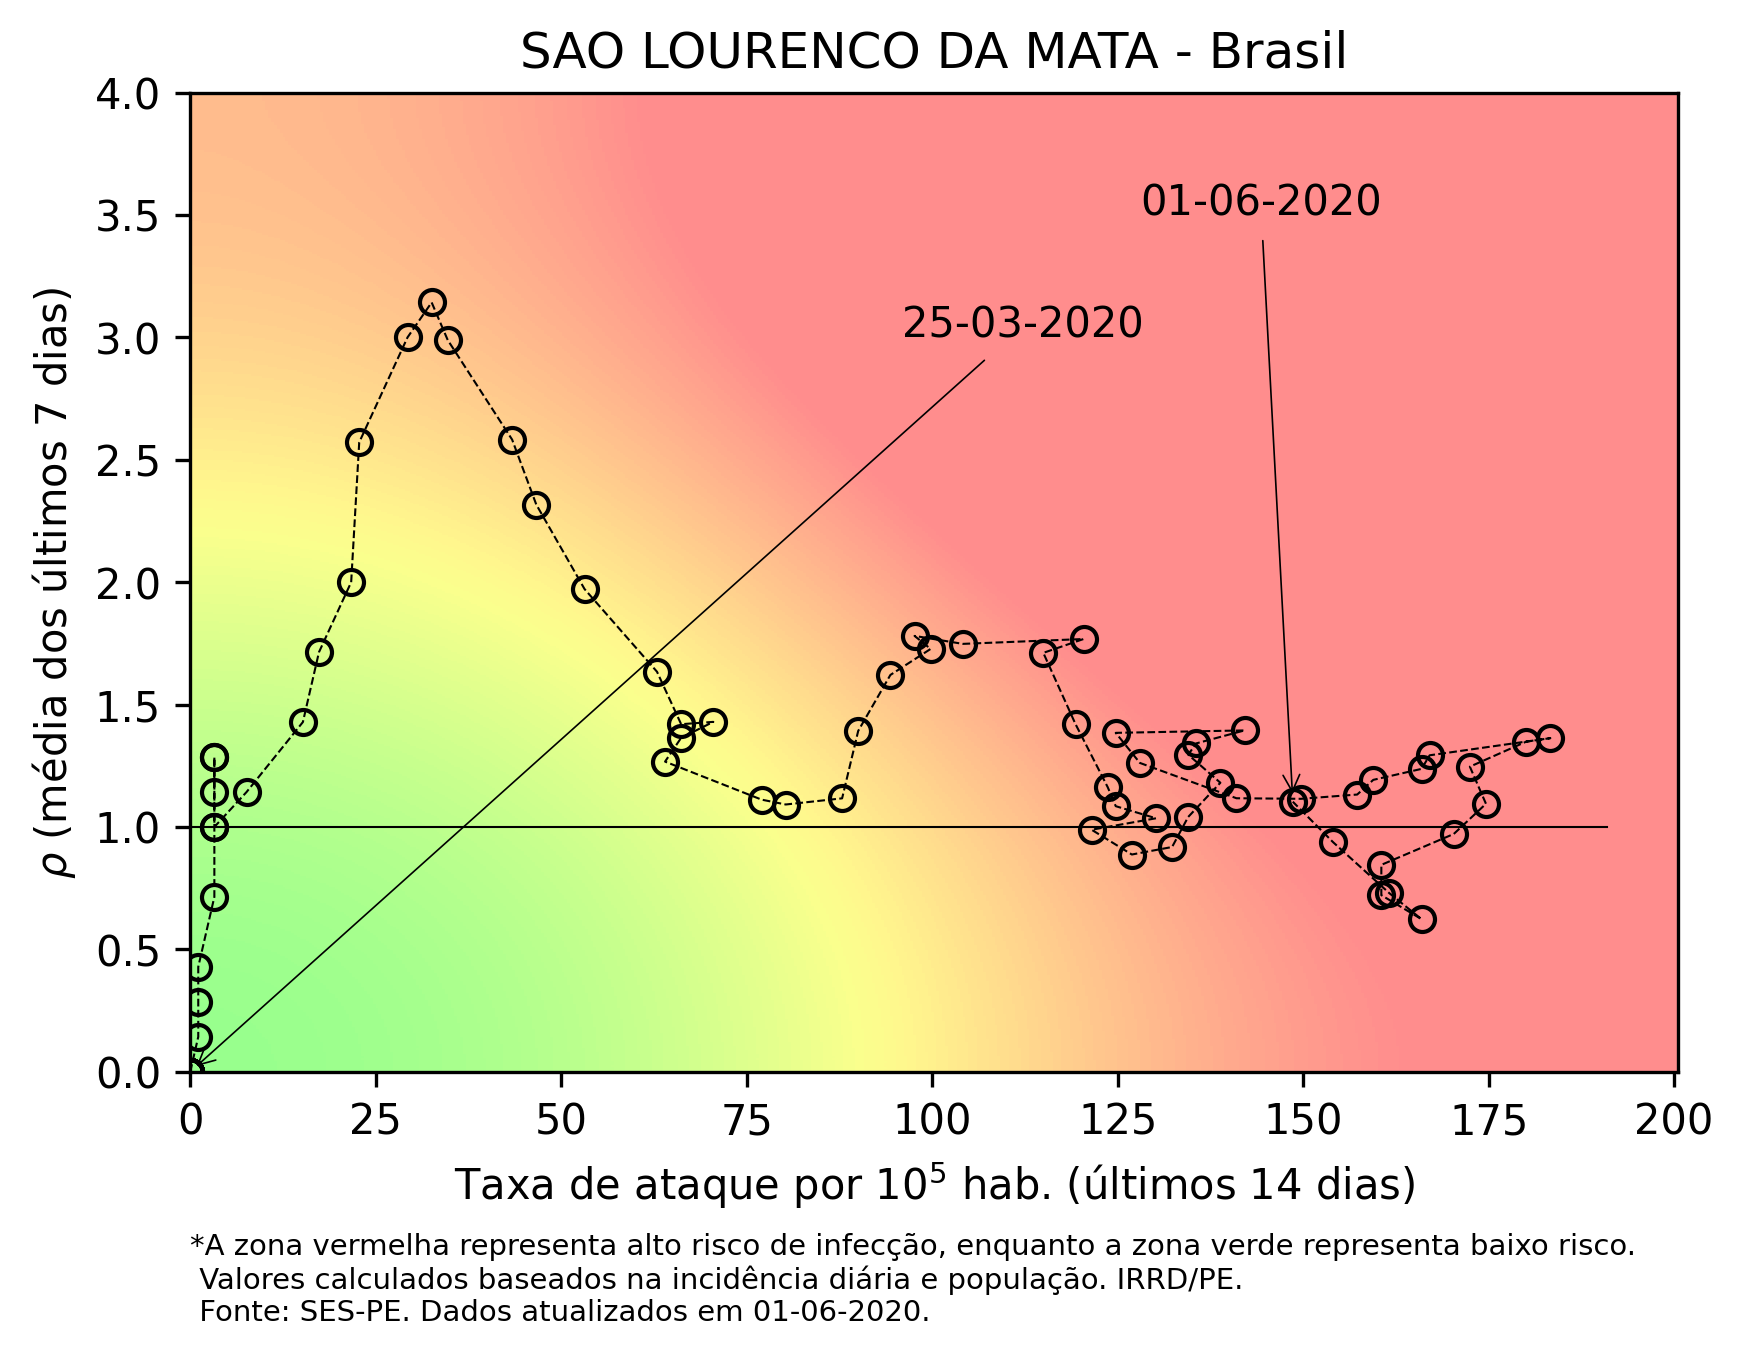 SAO LOURENCO DA MATA - Brasil
4.0
3.5
3.0
2.5
2.0
1.5
1.0
0.5
0.0
ρ (média dos últimos 7 dias)
01-06-2020
25-03-2020
0 25 50 75 100 125 150 175 200
Taxa de ataque por 10⁵ hab. (últimos 14 dias)
*A zona vermelha representa alto risco de infecção, enquanto a zona verde representa baixo risco.
Valores calculados baseados na incidência diária e população. IRRD/PE.
Fonte: SES-PE. Dados atualizados em 01-06-2020.